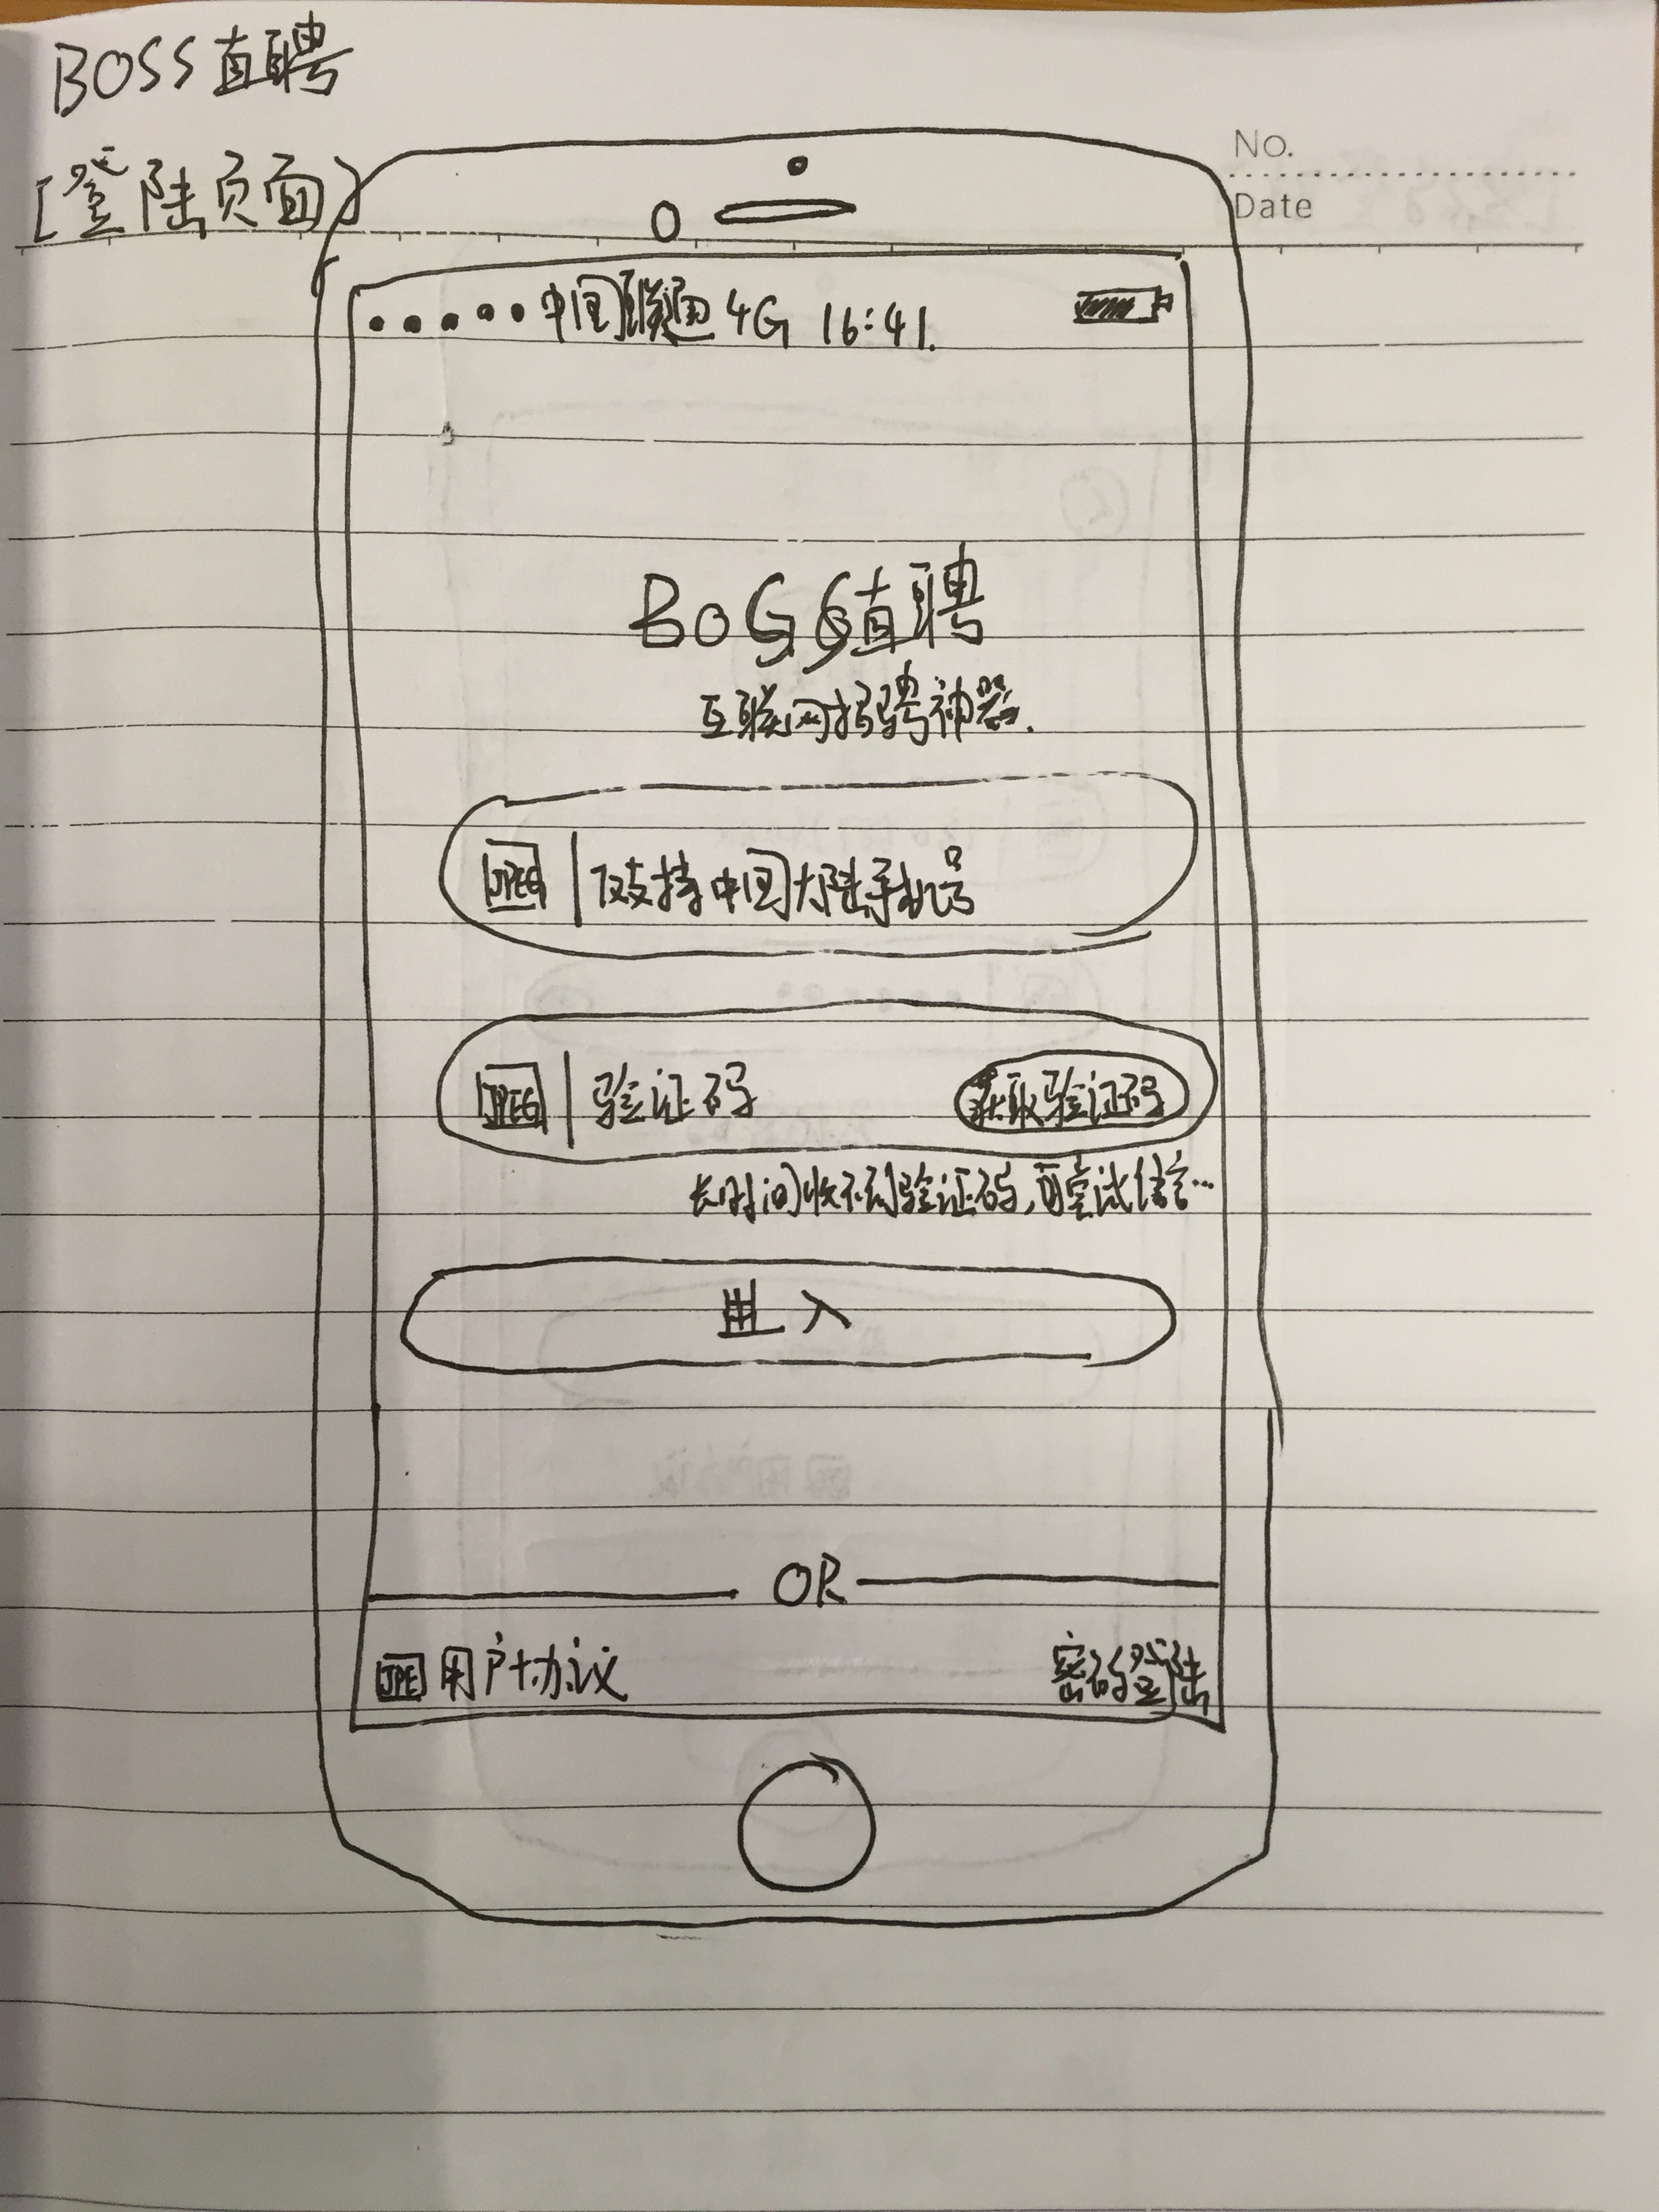 BOSS直聘
[登陆页面]
No.
Date
中国联通 4G 16:41.
BOSS直聘
互联网招聘神器.
JPEG 仅支持中国大陆手机号
JPEG 验证码 获取验证码
长时间收不到验证码,可尝试语音…
进入
OR
JPE 用户协议 密码登陆